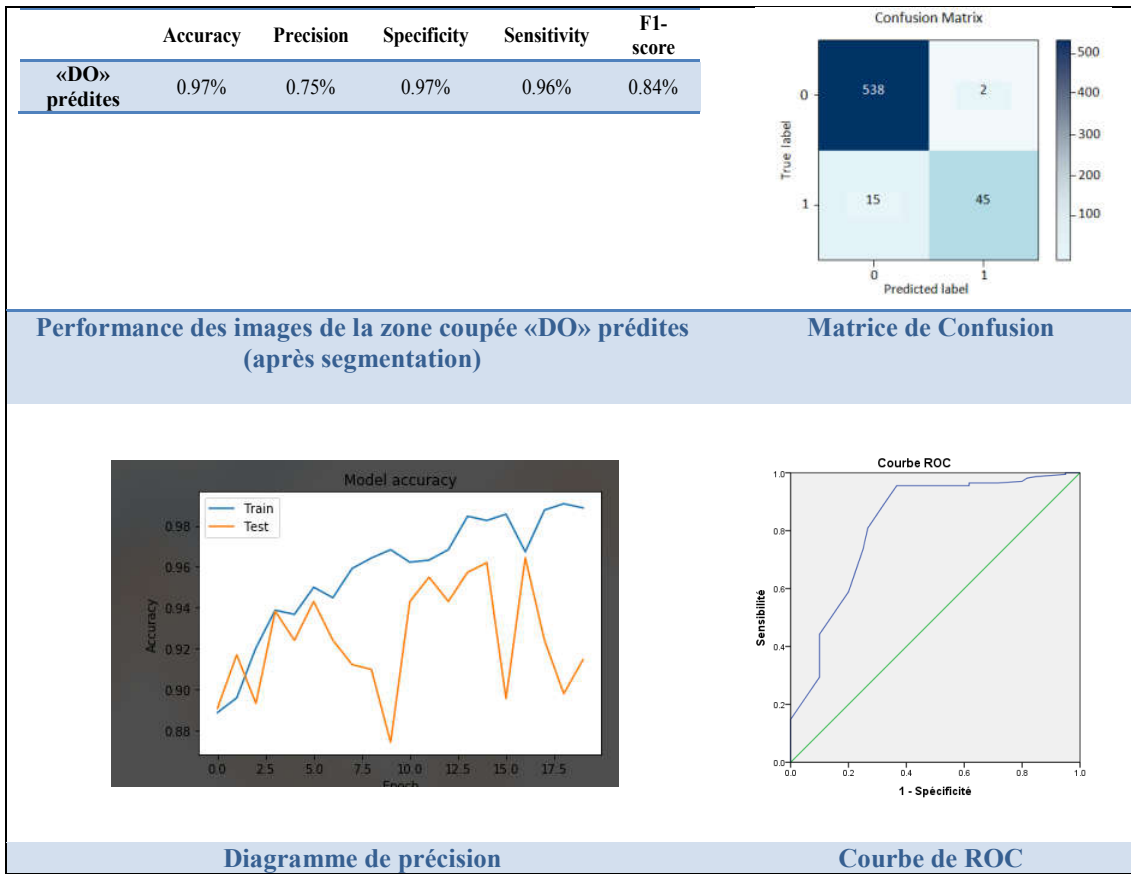 Accuracy Precision Specificity Sensitivity F1-
score
«DO»
prédites 0.97% 0.75% 0.97% 0.96% 0.84%
Confusion Matrix
0
1
True label
538 2
15 45
0 1
Predicted label
500
400
300
200
100
Performance des images de la zone coupée «DO» prédites
(après segmentation)
Matrice de Confusion
Model accuracy
Train
Test
Accuracy
0.98
0.96
0.94
0.92
0.90
0.88
0.0 2.5 5.0 7.5 10.0 12.5 15.0 17.5
Epoch
Courbe ROC
Sensibilité
1.0
0.8
0.6
0.4
0.2
0.0
0.0 0.2 0.4 0.6 0.8 1.0
1 - Spécificité
Diagramme de précision
Courbe de ROC